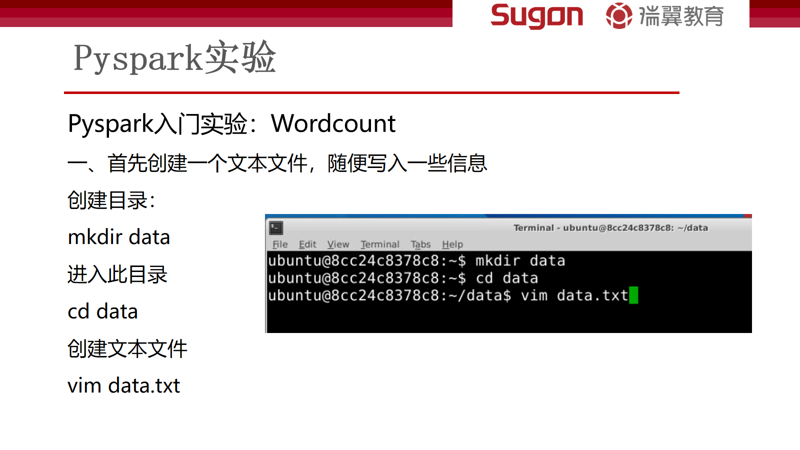 Sugon 瑞翼教育
Pyspark实验
Pyspark入门实验：Wordcount
一、首先创建一个文本文件，随便写入一些信息
创建目录：
mkdir data
进入此目录
cd data
创建文本文件
vim data.txt
Terminal - ubuntu@8cc24c8378c8: ~/data
File Edit View Terminal Tabs Help
ubuntu@8cc24c8378c8:~$ mkdir data
ubuntu@8cc24c8378c8:~$ cd data
ubuntu@8cc24c8378c8:~/data$ vim data.txt